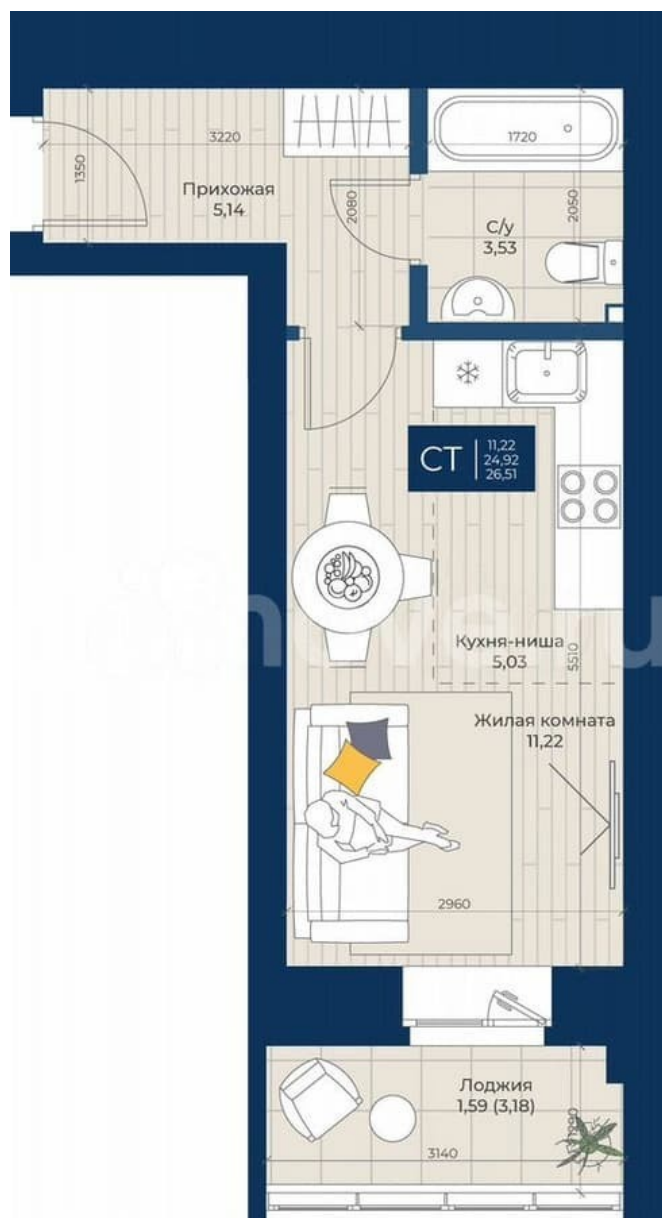 3220
1720
1350
Прихожая
5,14
2080
2050
С/у
3,53
СТ
11,22
24,92
26,51
Кухня-ниша
5,03
5510
Жилая комната
11,22
2960
Лоджия
1,59 (3,18)
3140